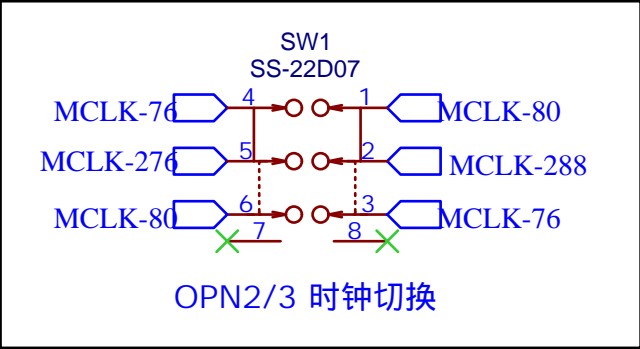 SW1
SS-22D07
MCLK-76 4 1 MCLK-80
MCLK-276 5 2 MCLK-288
MCLK-80 6 3 MCLK-76
7 8
OPN2/3 时钟切换